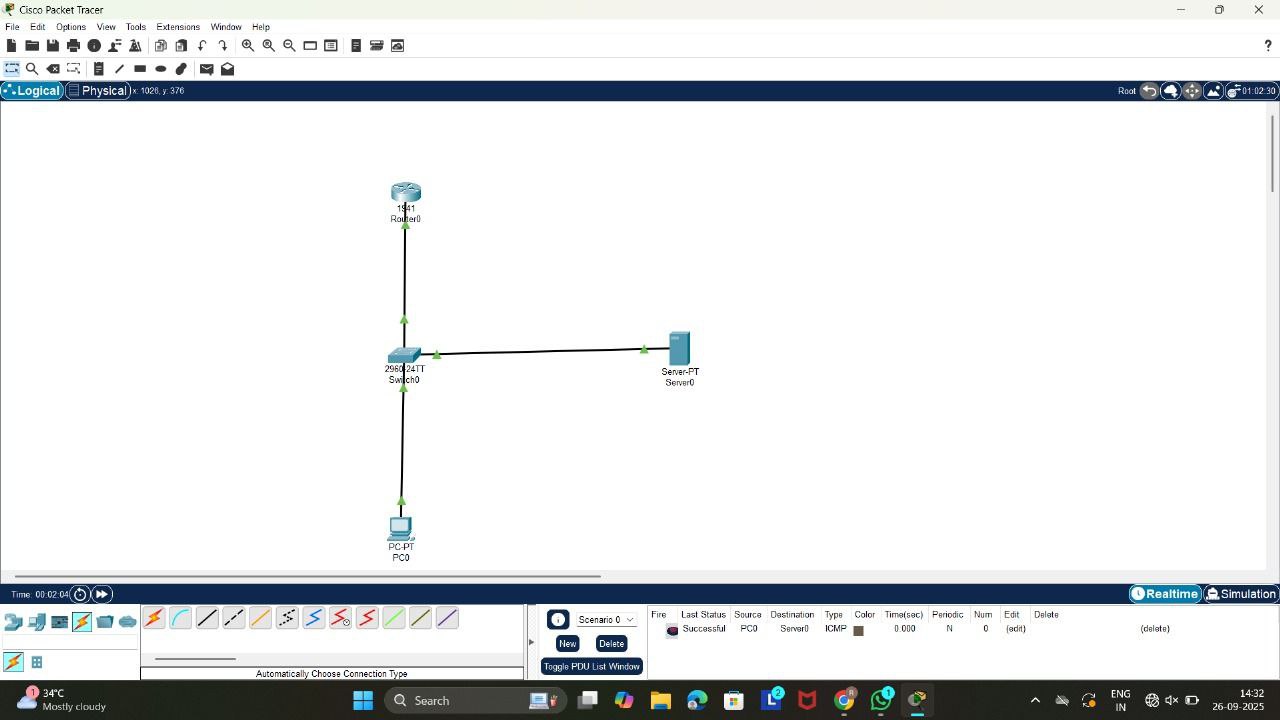 Cisco Packet Tracer
File Edit Options View Tools Extensions Window Help
?
Logical Physical x: 1026, y: 376 Root 01:02:30
1941
Router0
2960-24TT
Switch0
Server-PT
Server0
PC-PT
PC0
Time: 00:02:04 Realtime Simulation
Scenario 0
New Delete
Toggle PDU List Window
Fire Last Status Source Destination Type Color Time(sec) Periodic Num Edit Delete
Successful PC0 Server0 ICMP 0.000 N 0 (edit) (delete)
Automatically Choose Connection Type
1
34°C
Mostly cloudy
Search
L 2
R
1
ENG
IN
14:32
26-09-2025